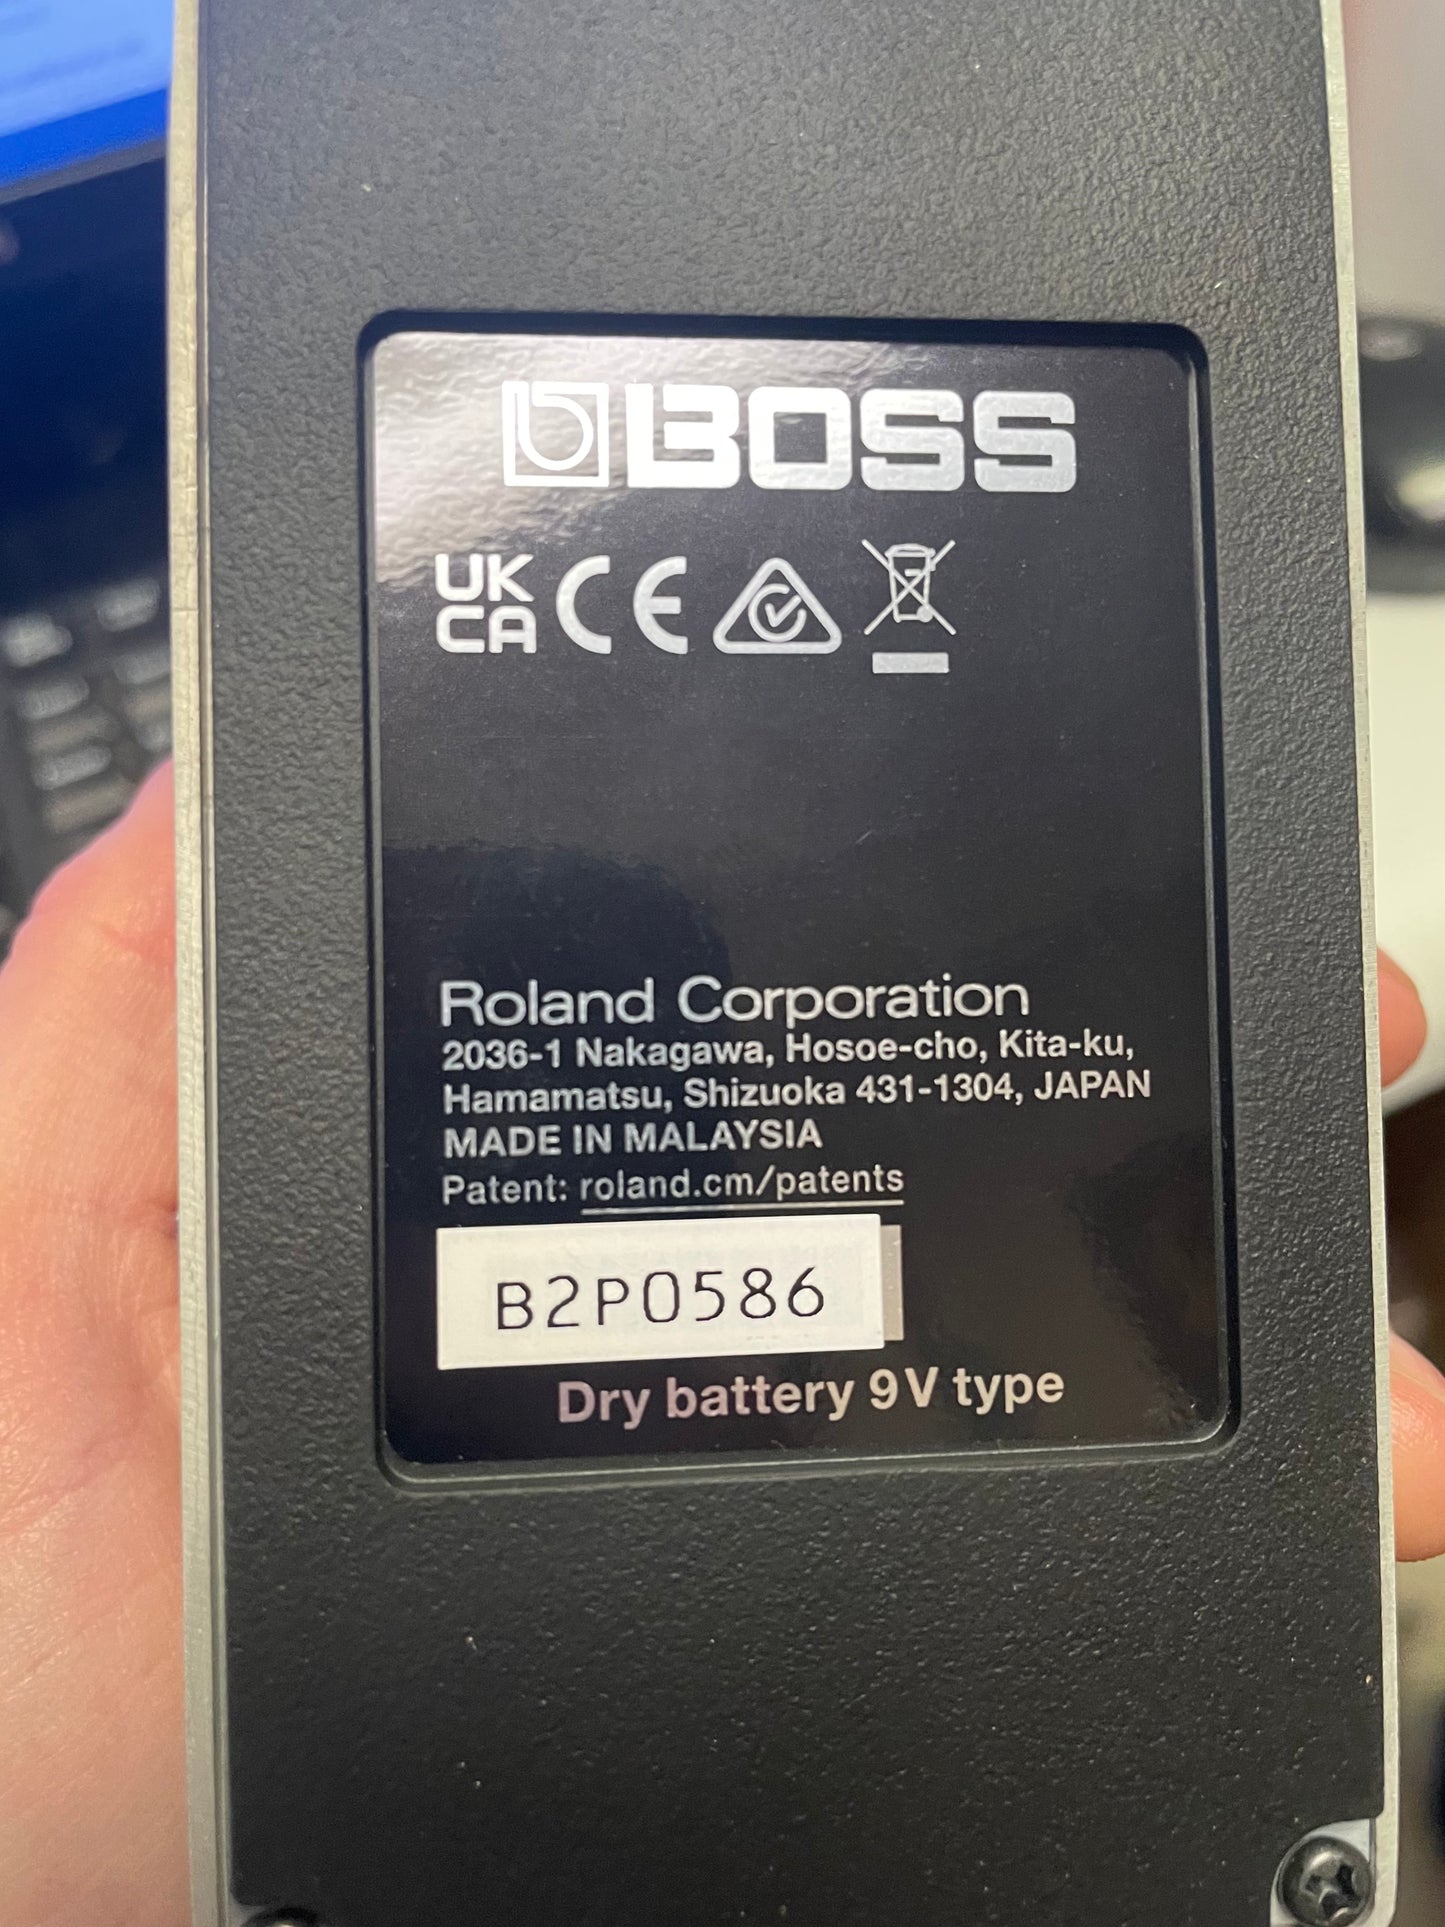 BOSS
UK
CA CE
Roland Corporation
2036-1 Nakagawa, Hosoe-cho, Kita-ku,
Hamamatsu, Shizuoka 431-1304, JAPAN
MADE IN MALAYSIA
Patent: roland.cm/patents
B2P0586
Dry battery 9V type